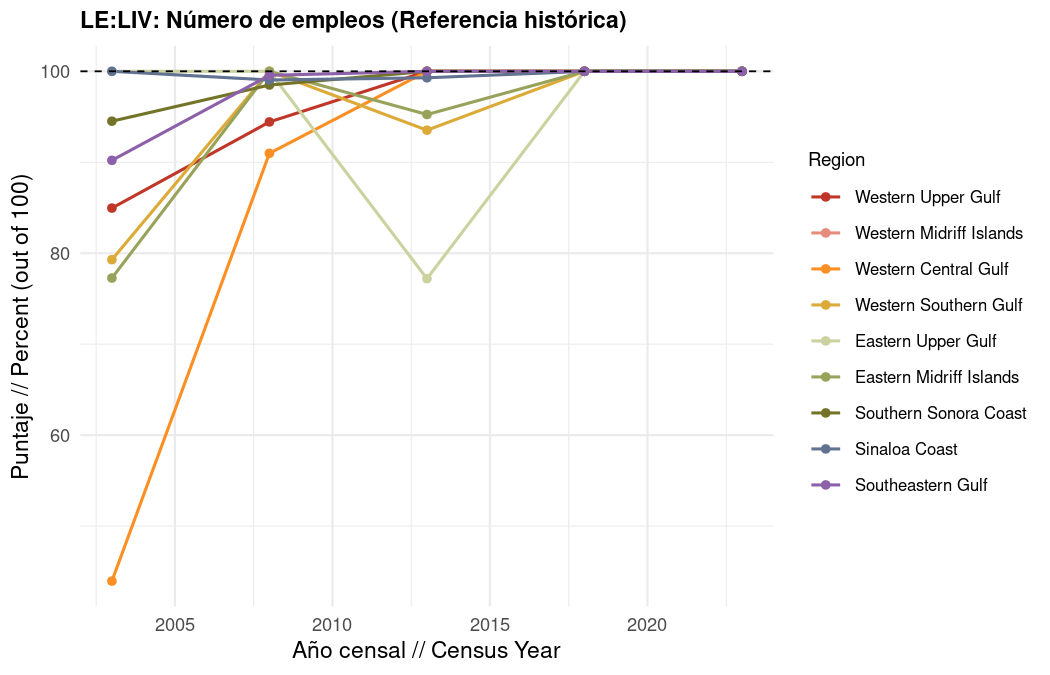 LE:LIV: Número de empleos (Referencia histórica)
Puntaje // Percent (out of 100)
100
80
60
2005
2010
2015
2020
Año censal // Census Year
Region
Western Upper Gulf
Western Midriff Islands
Western Central Gulf
Western Southern Gulf
Eastern Upper Gulf
Eastern Midriff Islands
Southern Sonora Coast
Sinaloa Coast
Southeastern Gulf